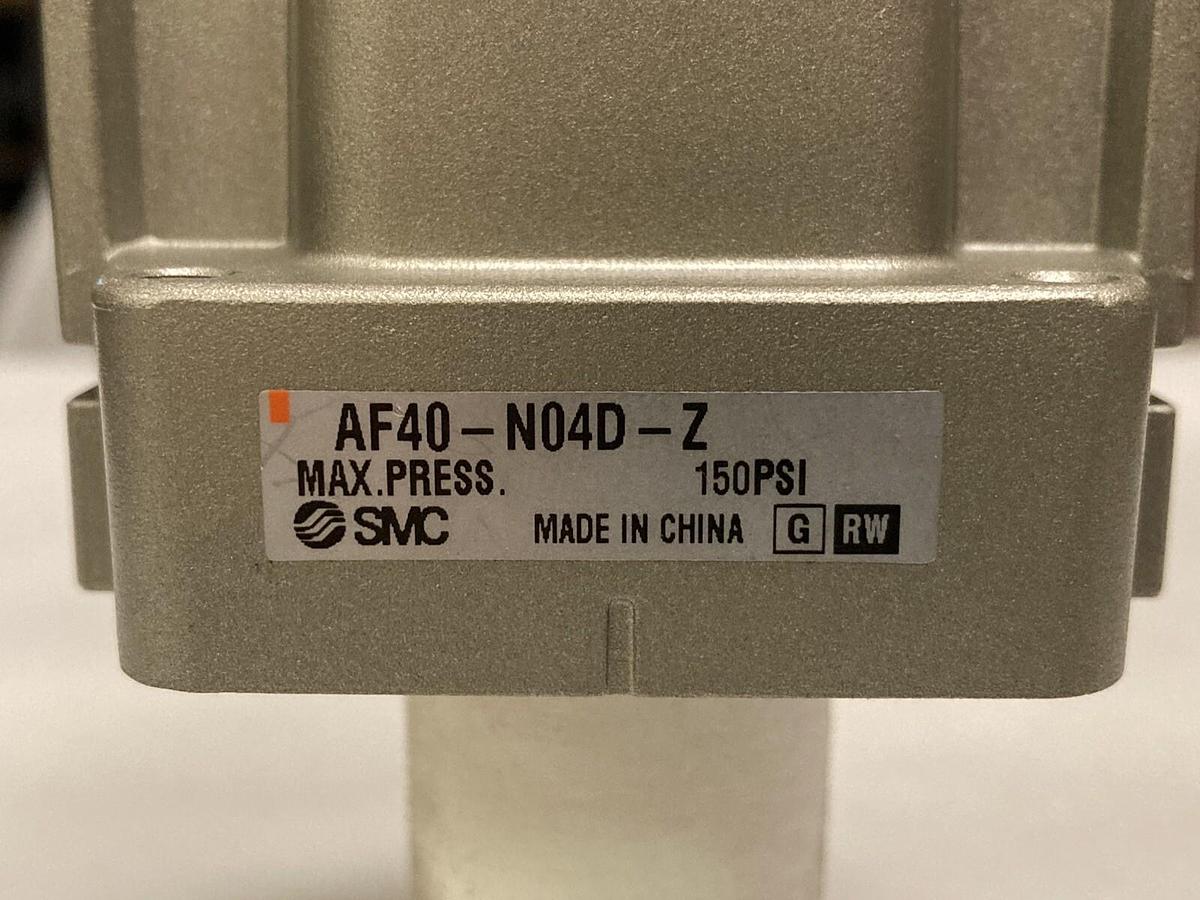 AF40-N04D-Z
MAX.PRESS. 150PSI
SMC MADE IN CHINA G RW